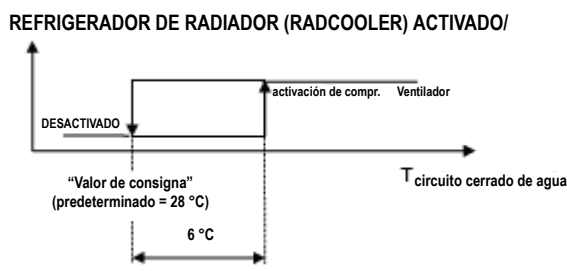 REFRIGERADOR DE RADIADOR (RADCOOLER) ACTIVADO/
activación de compr. Ventilador
DESACTIVADO
T circuito cerrado de agua
“Valor de consigna”
(predeterminado = 28 °C)
6 °C